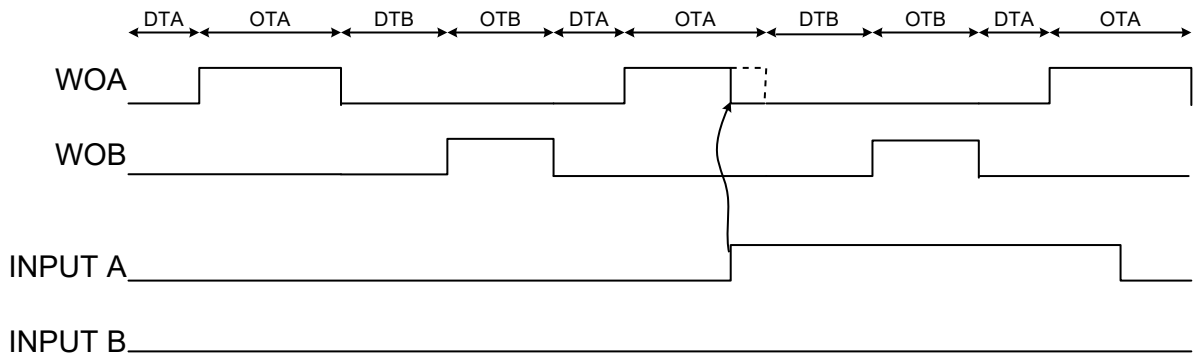 DTA OTA DTB OTB DTA OTA DTB OTB DTA OTA
WOA
WOB
INPUT A
INPUT B